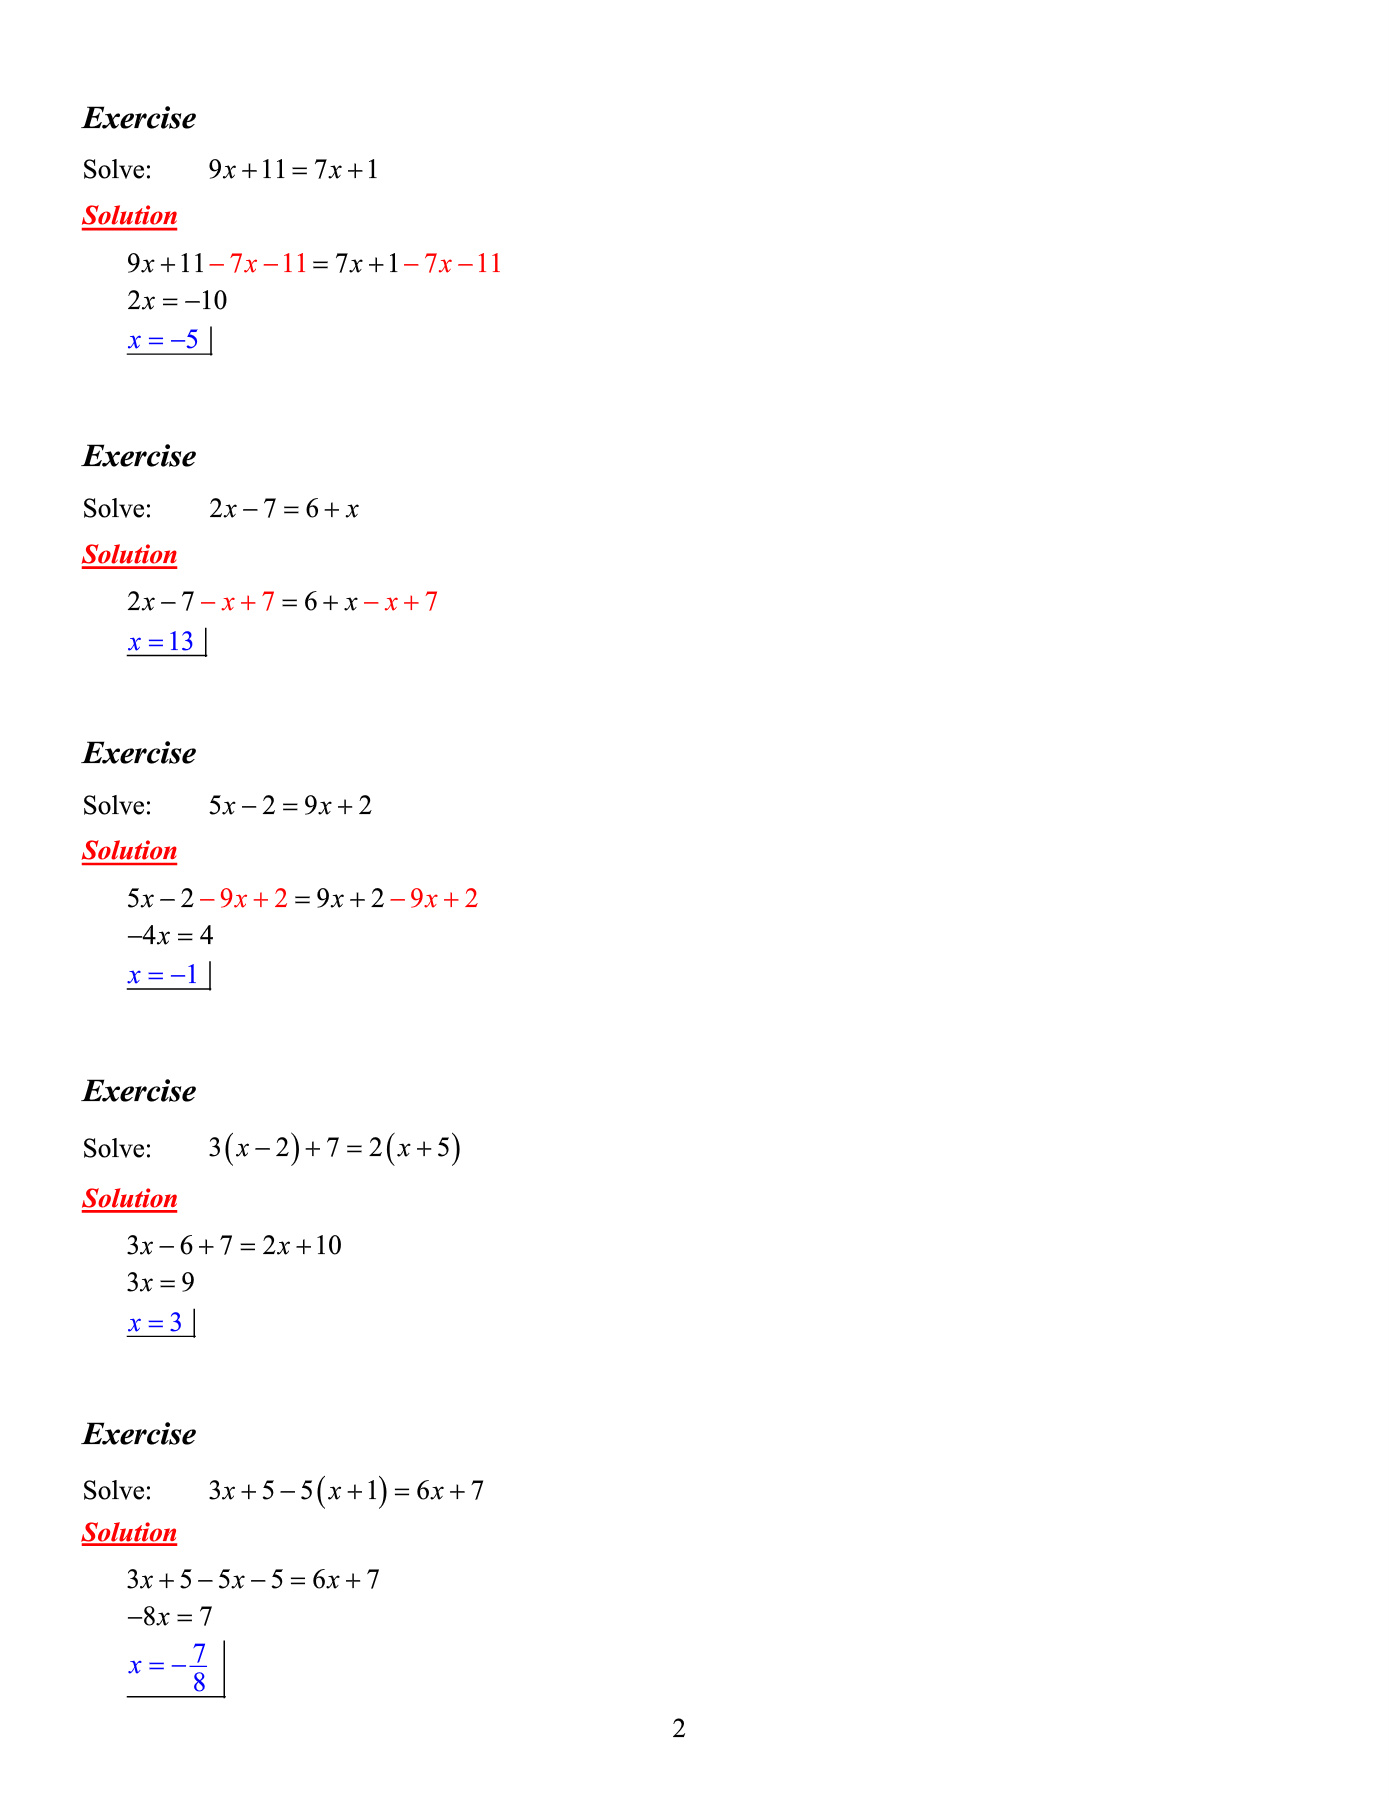 Exercise
Solve: 9x + 11 = 7x + 1
Solution
9x + 11 − 7x − 11 = 7x + 1 − 7x − 11
2x = −10
x = −5
Exercise
Solve: 2x − 7 = 6 + x
Solution
2x − 7 − x + 7 = 6 + x − x + 7
x = 13
Exercise
Solve: 5x − 2 = 9x + 2
Solution
5x − 2 − 9x + 2 = 9x + 2 − 9x + 2
−4x = 4
x = −1
Exercise
Solve: 3(x − 2) + 7 = 2(x + 5)
Solution
3x − 6 + 7 = 2x + 10
3x = 9
x = 3
Exercise
Solve: 3x + 5 − 5(x + 1) = 6x + 7
Solution
3x + 5 − 5x − 5 = 6x + 7
−8x = 7
x = −7/8
2